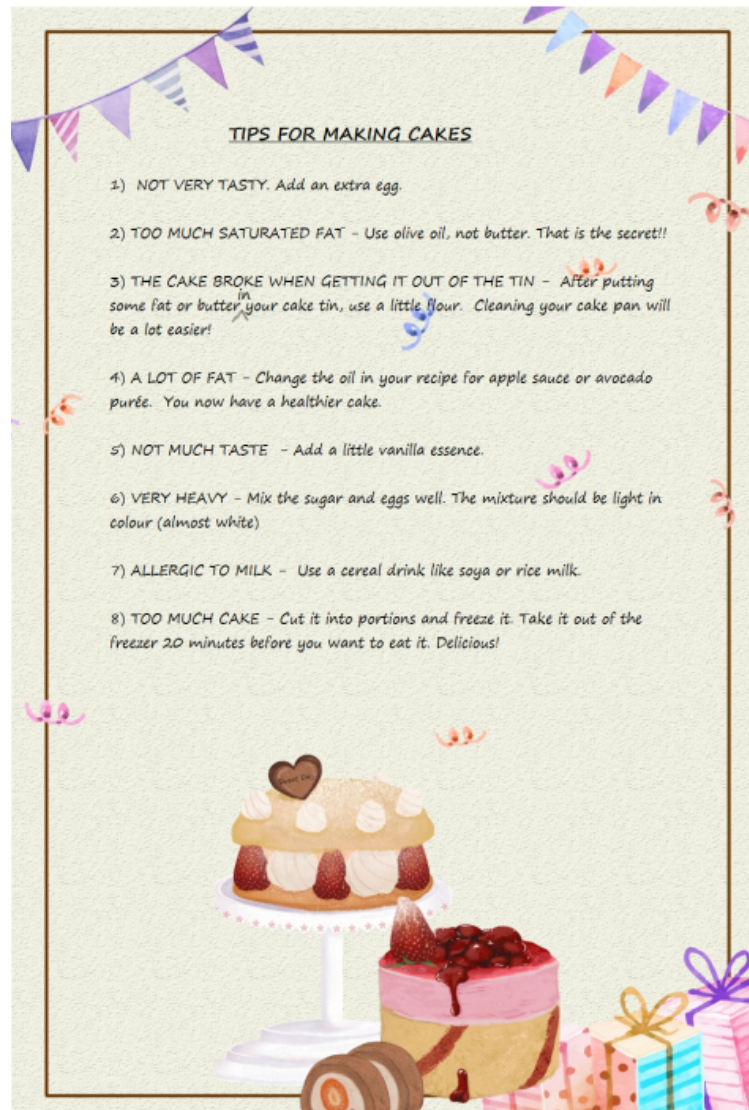 TIPS FOR MAKING CAKES
1) NOT VERY TASTY. Add an extra egg.
2) TOO MUCH SATURATED FAT - Use olive oil, not butter. That is the secret!!
3) THE CAKE BROKE WHEN GETTING IT OUT OF THE TIN - After putting
some fat or butter in your cake tin, use a little flour. Cleaning your cake pan will
be a lot easier!
4) A LOT OF FAT - Change the oil in your recipe for apple sauce or avocado
purée. You now have a healthier cake.
5) NOT MUCH TASTE - Add a little vanilla essence.
6) VERY HEAVY - Mix the sugar and eggs well. The mixture should be light in
colour (almost white)
7) ALLERGIC TO MILK - Use a cereal drink like soya or rice milk.
8) TOO MUCH CAKE - Cut it into portions and freeze it. Take it out of the
freezer 20 minutes before you want to eat it. Delicious!